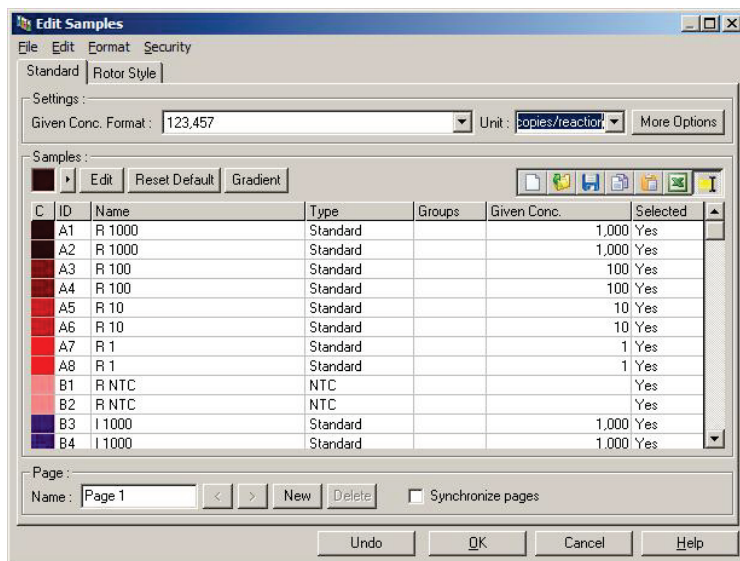 Edit Samples
File Edit Format Security
Standard Rotor Style
Settings :
Given Conc. Format : 123,457 Unit : copies/reaction More Options
Samples :
Edit Reset Default Gradient
C ID Name Type Groups Given Conc. Selected
A1 R 1000 Standard 1,000 Yes
A2 R 1000 Standard 1,000 Yes
A3 R 100 Standard 100 Yes
A4 R 100 Standard 100 Yes
A5 R 10 Standard 10 Yes
A6 R 10 Standard 10 Yes
A7 R 1 Standard 1 Yes
A8 R 1 Standard 1 Yes
B1 R NTC NTC Yes
B2 R NTC NTC Yes
B3 I 1000 Standard 1,000 Yes
B4 I 1000 Standard 1,000 Yes
Page :
Name : Page 1 < > New Delete Synchronize pages
Undo OK Cancel Help